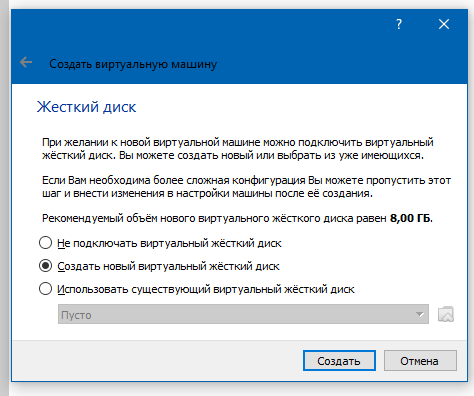 ?
Создать виртуальную машину
Жесткий диск
При желании к новой виртуальной машине можно подключить виртуальный
жёсткий диск. Вы можете создать новый или выбрать из уже имеющихся.
Если Вам необходима более сложная конфигурация Вы можете пропустить этот
шаг и внести изменения в настройки машины после её создания.
Рекомендуемый объём нового виртуального жёсткого диска равен 8,00 ГБ.
Не подключать виртуальный жёсткий диск
Создать новый виртуальный жёсткий диск
Использовать существующий виртуальный жёсткий диск
Пусто
Создать Отмена